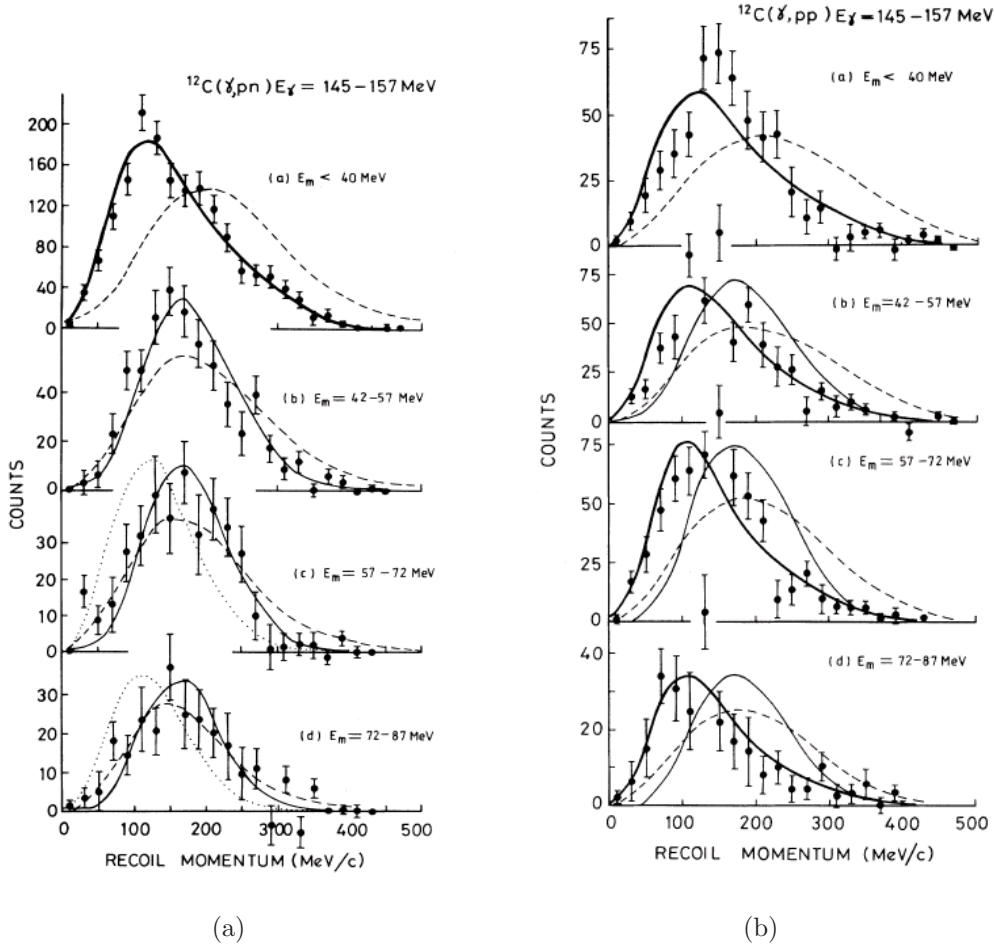 ¹²C(γ,pn)Eγ = 145–157 MeV
200
160
120
80
40
0
(a) Em < 40 MeV
40
20
0
(b) Em = 42–57 MeV
30
20
10
0
(c) Em = 57–72 MeV
30
20
10
0
(d) Em = 72–87 MeV
0 100 200 300 400 500
RECOIL MOMENTUM (MeV/c)
COUNTS
(a)
¹²C(γ,pp)Eγ=145–157 MeV
75
50
25
0
(a) Em < 40 MeV
75
50
25
0
(b) Em=42–57 MeV
75
50
25
0
(c) Em = 57–72 MeV
40
20
0
(d) Em = 72–87 MeV
0 100 200 300 400 500
RECOIL MOMENTUM (MeV/c)
COUNTS
(b)